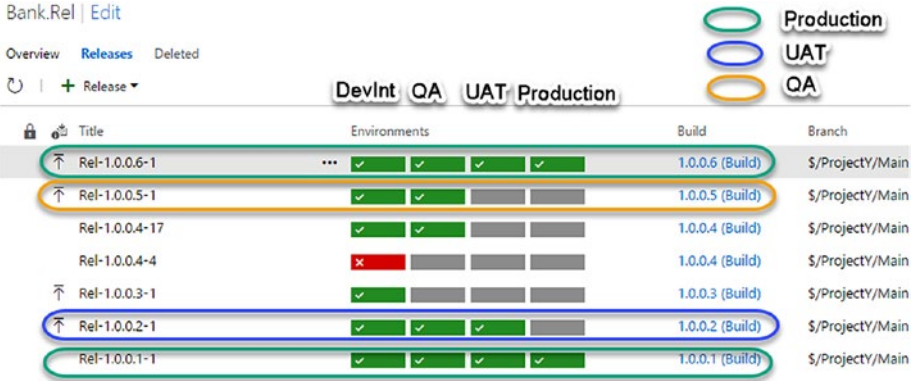 Bank.Rel | Edit
Production
Overview Releases Deleted
UAT
+ Release
QA
DevInt QA UAT Production
Title Environments Build Branch
Rel-1.0.0.6-1 ... 1.0.0.6 (Build) $/ProjectY/Main
Rel-1.0.0.5-1 1.0.0.5 (Build) $/ProjectY/Main
Rel-1.0.0.4-17 1.0.0.4 (Build) $/ProjectY/Main
Rel-1.0.0.4-4 1.0.0.4 (Build) $/ProjectY/Main
Rel-1.0.0.3-1 1.0.0.3 (Build) $/ProjectY/Main
Rel-1.0.0.2-1 1.0.0.2 (Build) $/ProjectY/Main
Rel-1.0.0.1-1 1.0.0.1 (Build) $/ProjectY/Main